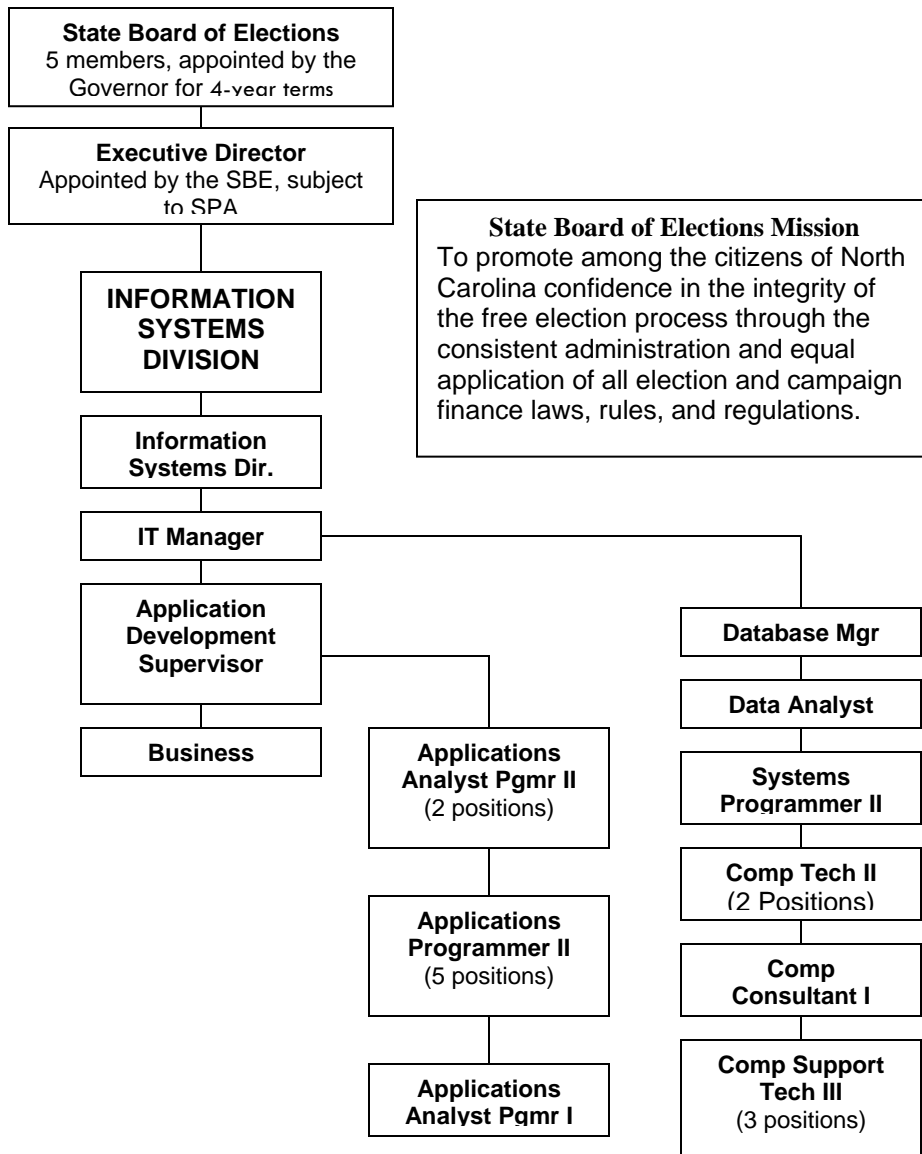 State Board of Elections
5 members, appointed by the
Governor for 4-year terms
Executive Director
Appointed by the SBE, subject
to SPA
State Board of Elections Mission
To promote among the citizens of North
Carolina confidence in the integrity of
the free election process through the
consistent administration and equal
application of all election and campaign
finance laws, rules, and regulations.
INFORMATION
SYSTEMS
DIVISION
Information
Systems Dir.
IT Manager
Application
Development
Supervisor
Business
Applications
Analyst Pgmr II
(2 positions)
Applications
Programmer II
(5 positions)
Applications
Analyst Pgmr I
Database Mgr
Data Analyst
Systems
Programmer II
Comp Tech II
(2 Positions)
Comp
Consultant I
Comp Support
Tech III
(3 positions)